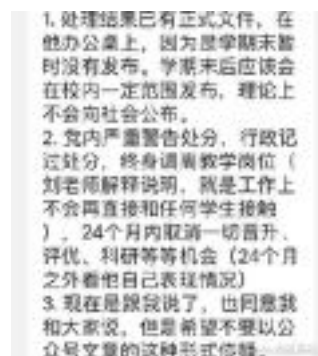 1. 处理结果已有正式文件，在
他办公桌上，因为是学期末暂
时没有发布。学期末后应该会
在校内一定范围发布，理论上
不会向社会公布。
2. 党内严重警告处分，行政记
过处分，终身调离教学岗位（
刘老师解释说明，就是工作上
不会再直接和任何学生接触
），24个月内取消一切晋升、
评优、科研等等机会（24个月
之外看他自己表现情况）
3. 现在是跟我说了，也同意我
和大家说，但是希望不要以公
众号文章的这种形式传播